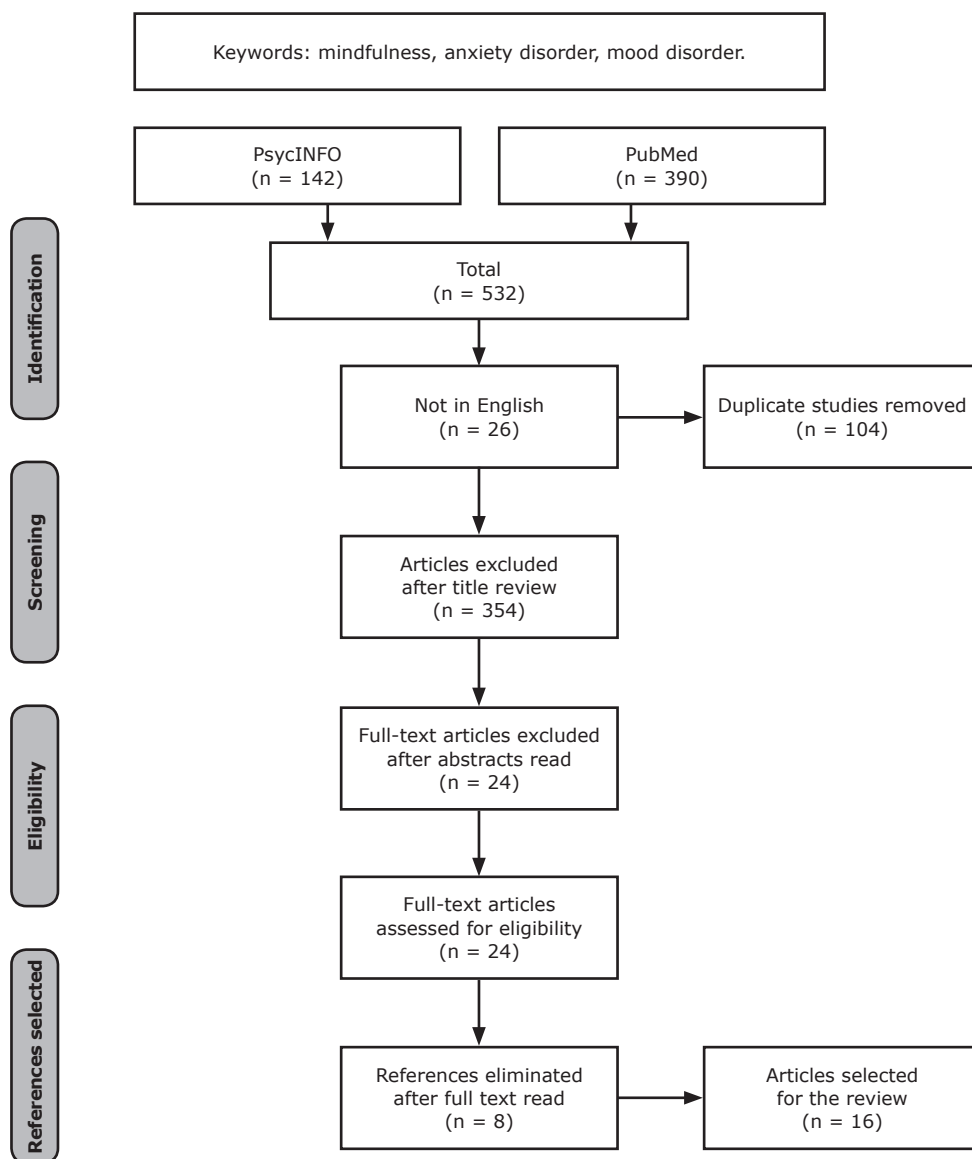 Keywords: mindfulness, anxiety disorder, mood disorder.
PsycINFO
(n = 142)
PubMed
(n = 390)
Identification
Total
(n = 532)
Not in English
(n = 26)
Duplicate studies removed
(n = 104)
Screening
Articles excluded
after title review
(n = 354)
Eligibility
Full-text articles excluded
after abstracts read
(n = 24)
Full-text articles
assessed for eligibility
(n = 24)
References selected
References eliminated
after full text read
(n = 8)
Articles selected
for the review
(n = 16)